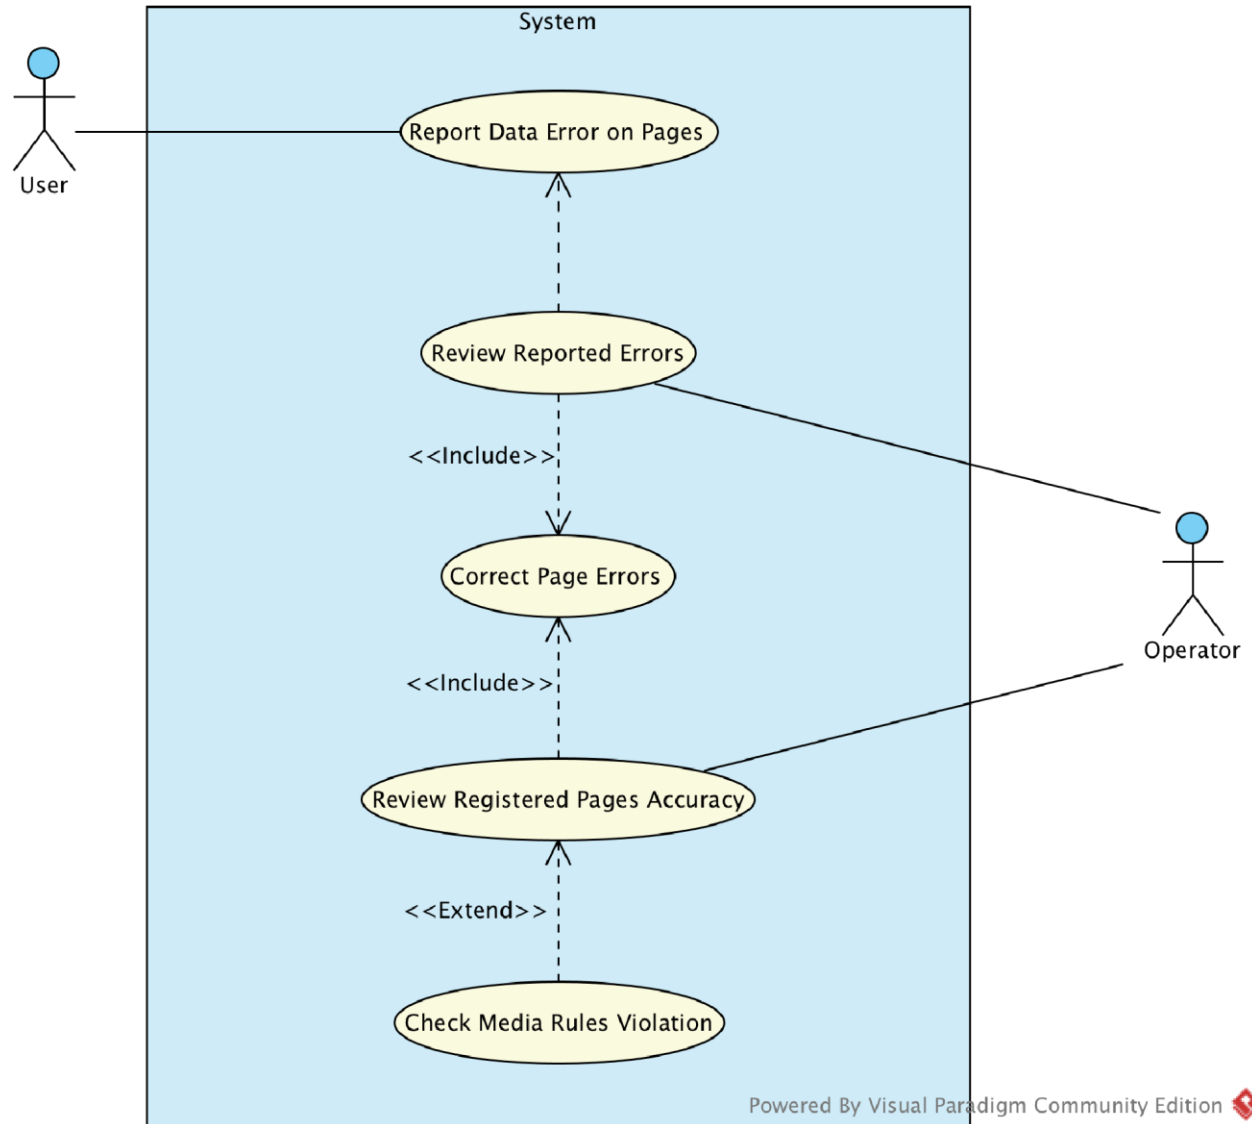 System
Report Data Error on Pages
User
Review Reported Errors
<<Include>>
Correct Page Errors
Operator
<<Include>>
Review Registered Pages Accuracy
<<Extend>>
Check Media Rules Violation
Powered By Visual Paradigm Community Edition